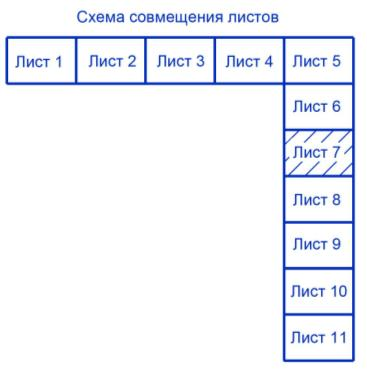 Схема совмещения листов
Лист 1 Лист 2 Лист 3 Лист 4 Лист 5
Лист 6
Лист 7
Лист 8
Лист 9
Лист 10
Лист 11